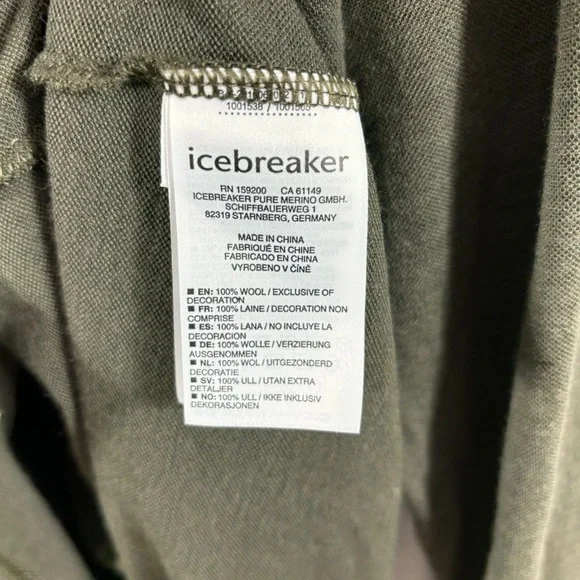 1001538 /
icebreaker
RN 159200 CA 61149
ICEBREAKER PURE MERINO GMBH.
SCHIFFBAUERWEG 1
82319 STARNBERG, GERMANY
MADE IN CHINA
FABRIQUÉ EN CHINE
FABRICADO EN CHINA
VYROBENO V ČÍNĚ
■ EN: 100% WOOL / EXCLUSIVE OF
DECORATION
■ FR: 100% LAINE / DECORATION NON
COMPRISE
■ ES: 100% LANA / NO INCLUYE LA
DECORACION
■ DE: 100% WOLLE / VERZIERUNG
AUSGENOMMEN
■ NL: 100% WOL / UITGEZONDERD
DECORATIE
■ SV: 100% ULL / UTAN EXTRA
DETALJER
■ NO: 100% ULL / IKKE INKLUSIV
DEKORASJONEN